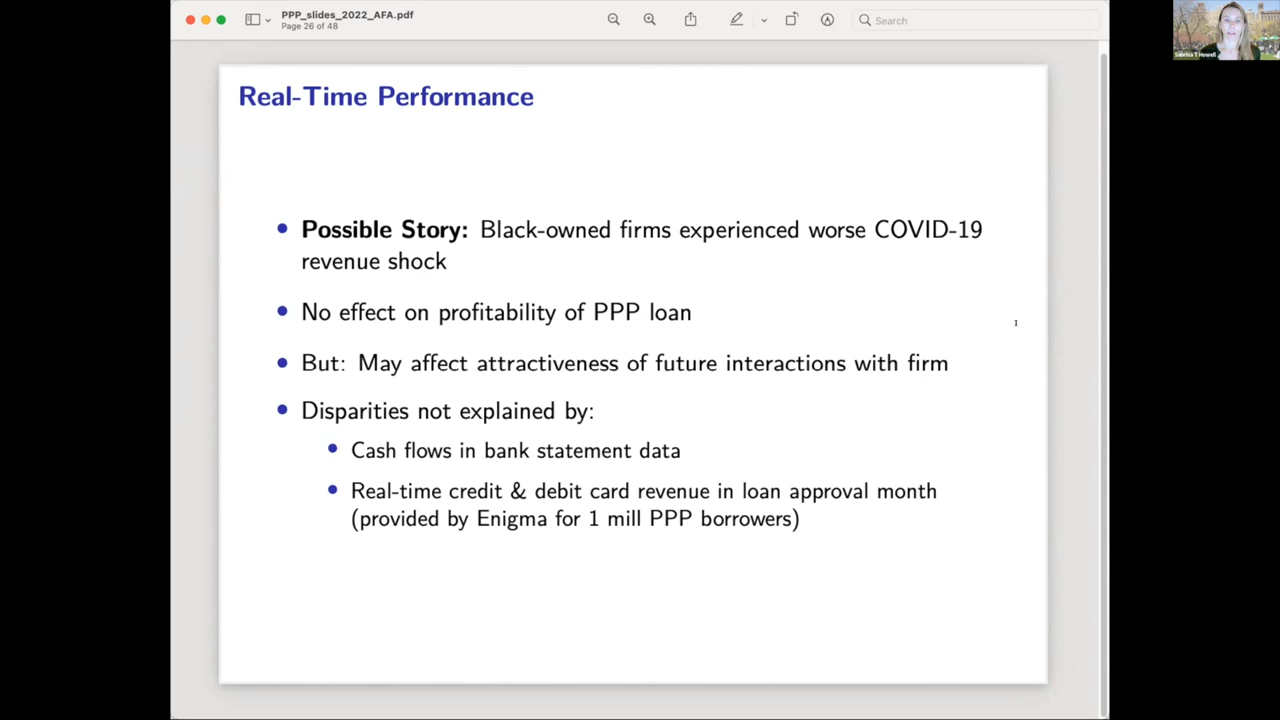 PPP_slides_2022_AFA.pdf
Page 26 of 48
Search
Sabrina T Howell
Real-Time Performance
Possible Story: Black-owned firms experienced worse COVID-19
revenue shock
No effect on profitability of PPP loan
But: May affect attractiveness of future interactions with firm
Disparities not explained by:
Cash flows in bank statement data
Real-time credit & debit card revenue in loan approval month
(provided by Enigma for 1 mill PPP borrowers)